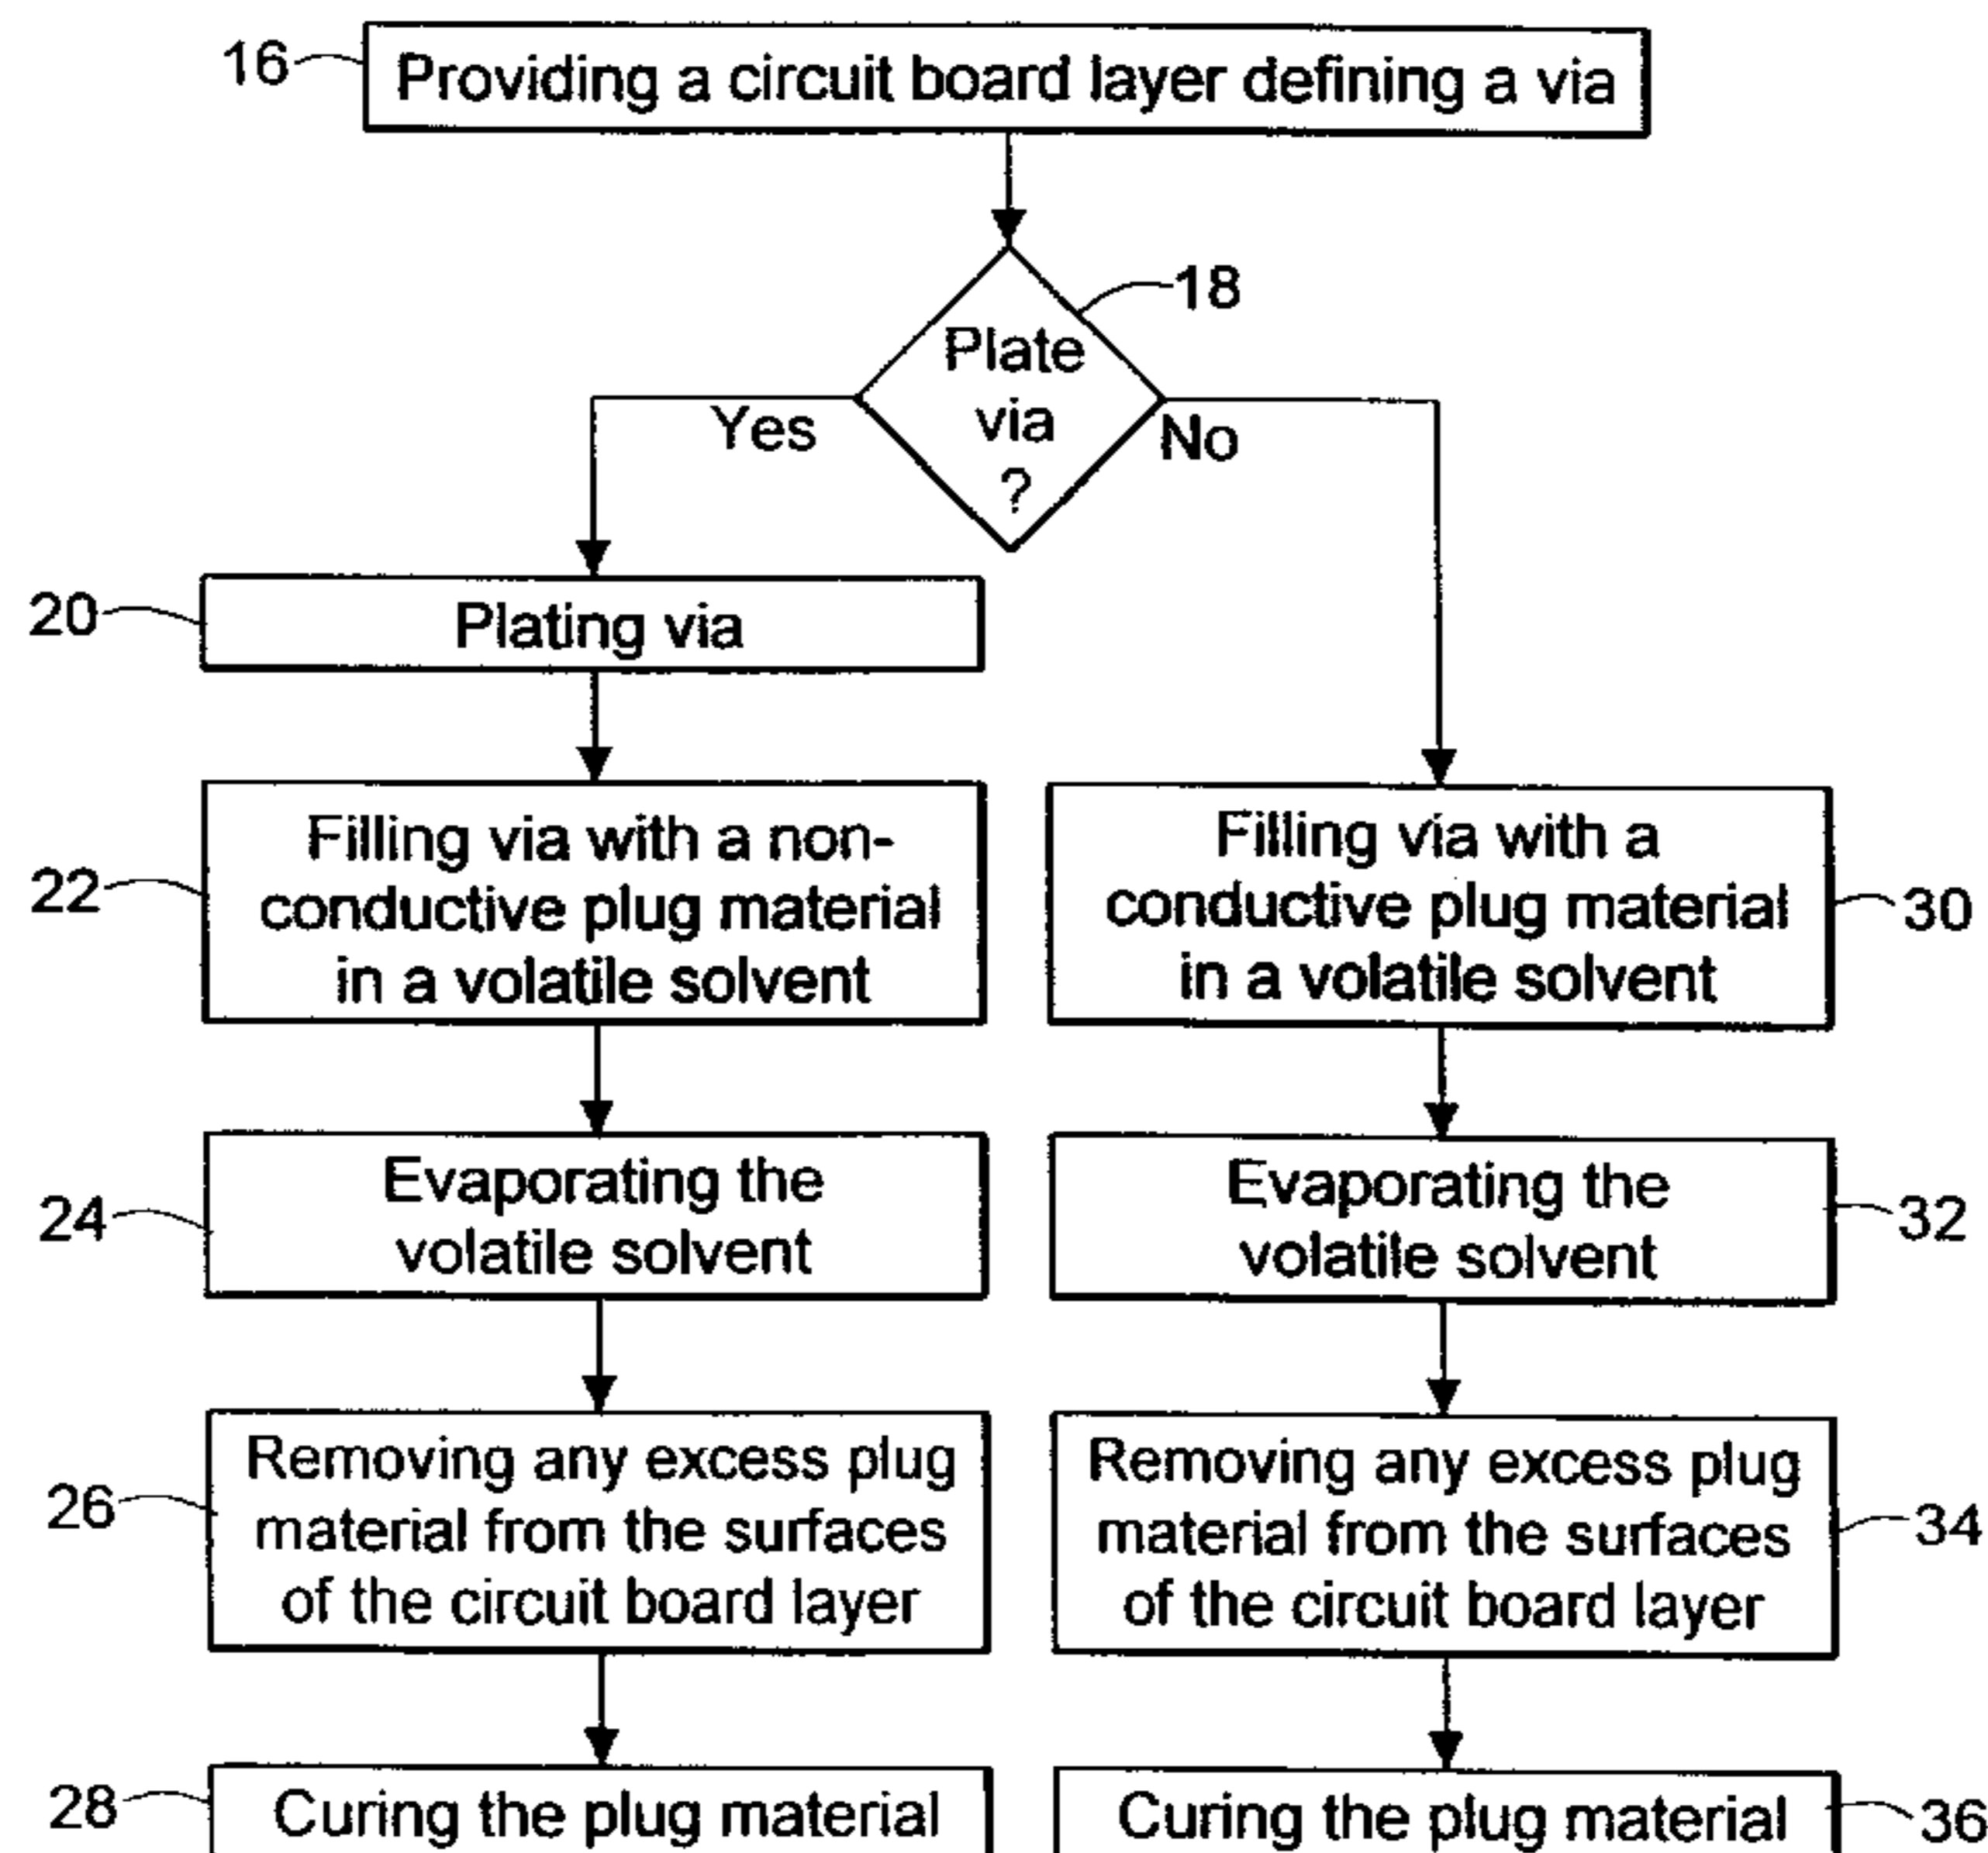 16
Providing a circuit board layer defining a via
18
Plate
via
?
Yes
No
20
Plating via
22
Filling via with a non-
conductive plug material
in a volatile solvent
Filling via with a
conductive plug material
in a volatile solvent
30
24
Evaporating the
volatile solvent
Evaporating the
volatile solvent
32
26
Removing any excess plug
material from the surfaces
of the circuit board layer
Removing any excess plug
material from the surfaces
of the circuit board layer
34
28
Curing the plug material
Curing the plug material
36